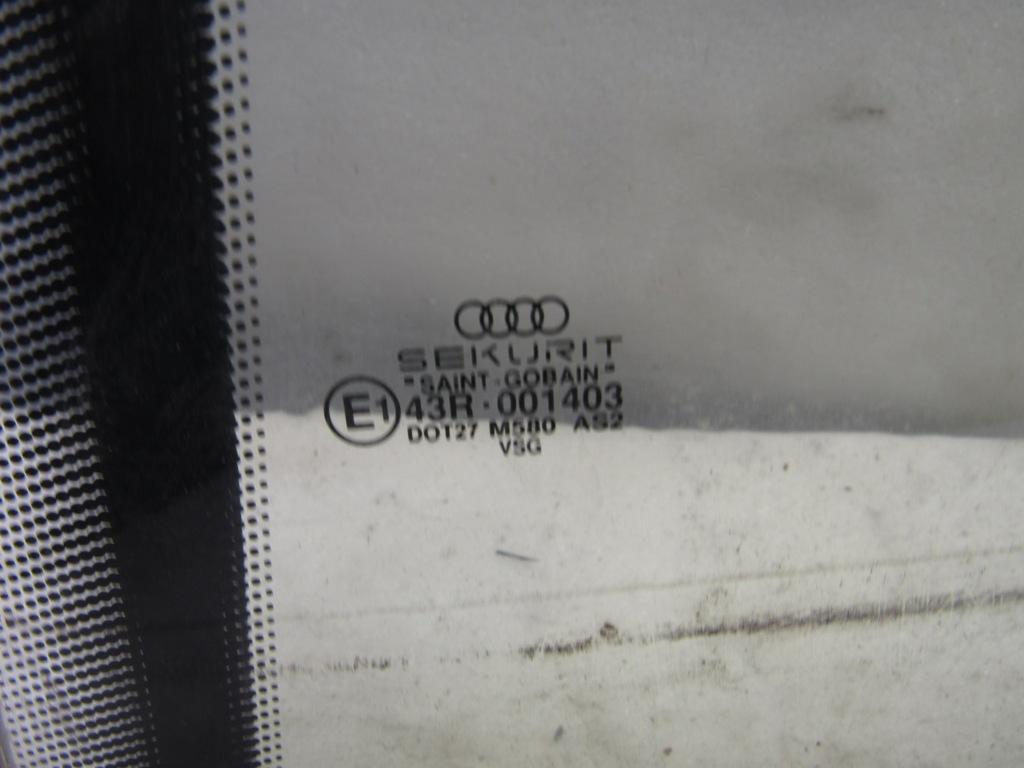 SEKURIT
"SAINT-GOBAIN"
E1 43R-001403
DOT27 M580 AS2
VSG